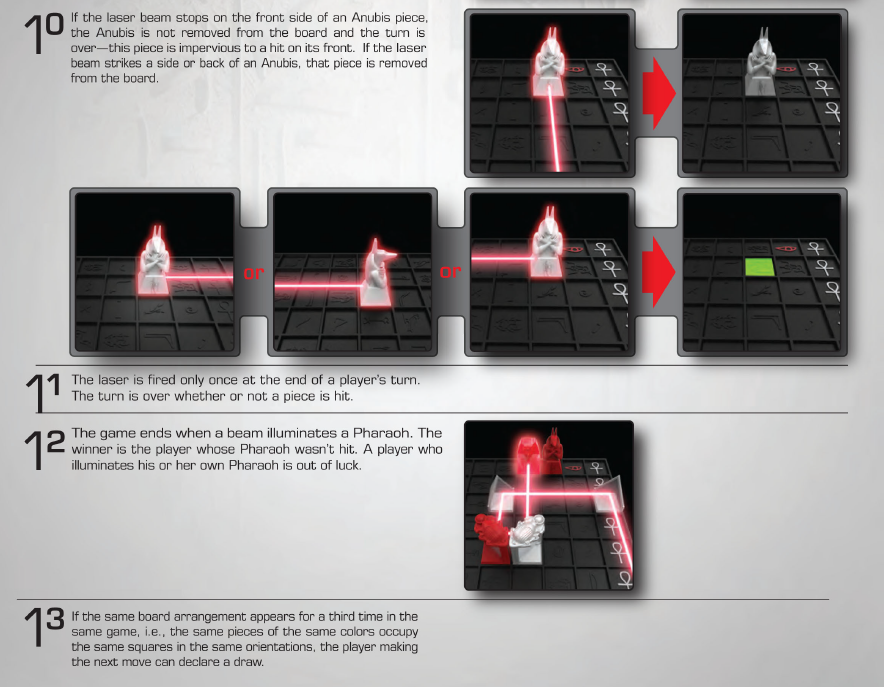 10
If the laser beam stops on the front side of an Anubis piece,
the Anubis is not removed from the board and the turn is
over—this piece is impervious to a hit on its front. If the laser
beam strikes a side or back of an Anubis, that piece is removed
from the board.
or
or
11
The laser is fired only once at the end of a player's turn.
The turn is over whether or not a piece is hit.
12
The game ends when a beam illuminates a Pharaoh. The
winner is the player whose Pharaoh wasn't hit. A player who
illuminates his or her own Pharaoh is out of luck.
13
If the same board arrangement appears for a third time in the
same game, i.e., the same pieces of the same colors occupy
the same squares in the same orientations, the player making
the next move can declare a draw.